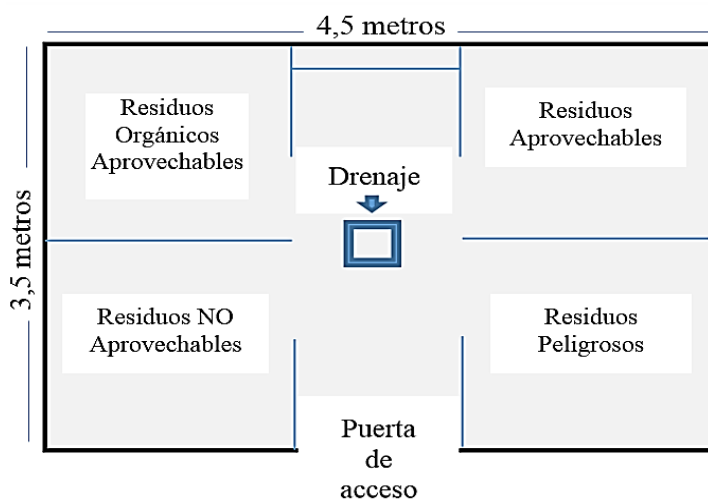 4,5 metros
3,5 metros
Residuos
Orgánicos
Aprovechables
Residuos
Aprovechables
Drenaje
Residuos NO
Aprovechables
Residuos
Peligrosos
Puerta
de
acceso